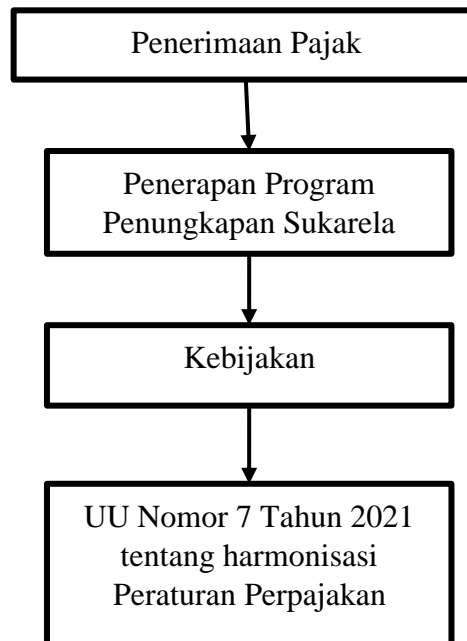 Penerimaan Pajak
Penerapan Program
Penungkapan Sukarela
Kebijakan
UU Nomor 7 Tahun 2021
tentang harmonisasi
Peraturan Perpajakan